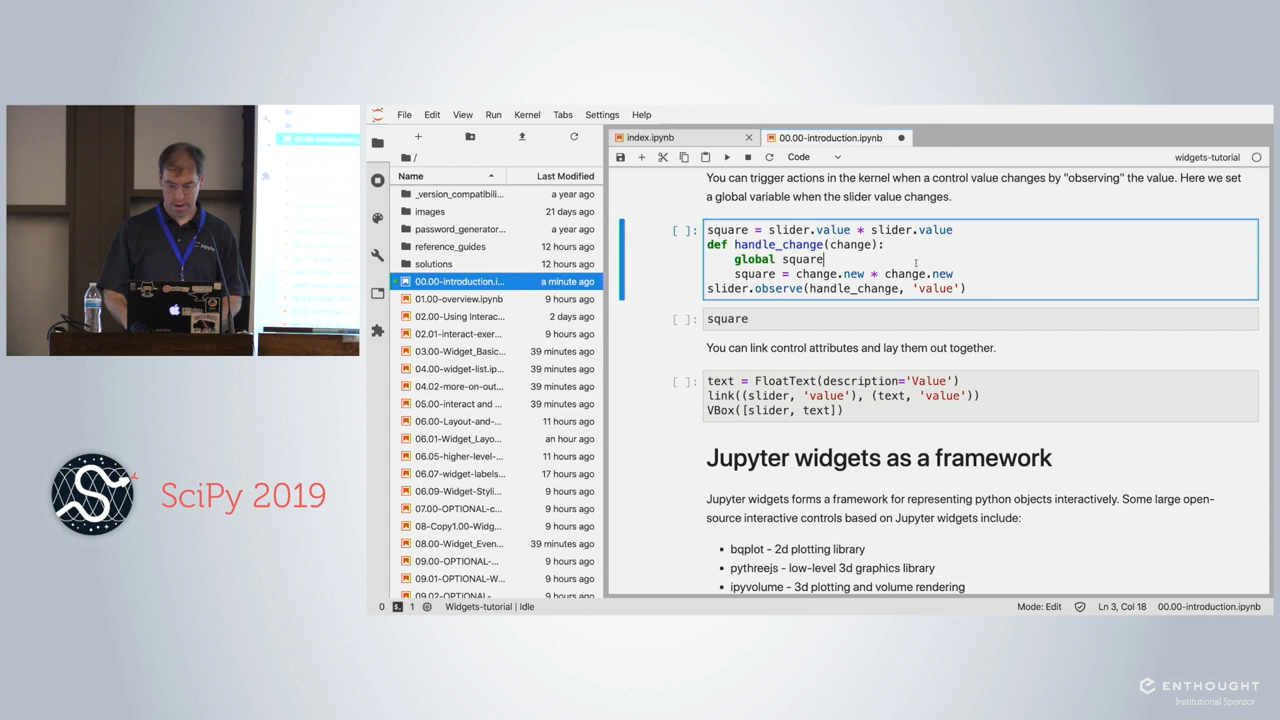 File Edit View Run Kernel Tabs Settings Help
index.ipynb
00.00-introduction.ipynb
/
Code
widgets-tutorial
Name
Last Modified
_version_compatibili... a year ago
images 21 days ago
password_generator... a year ago
reference_guides 12 hours ago
solutions 12 hours ago
00.00-introduction.i... a minute ago
01.00-overview.ipynb 9 hours ago
02.00-Using Interac... 2 days ago
02.01-interact-exer... 9 hours ago
03.00-Widget_Basic... 39 minutes ago
04.00-widget-list.ip... 39 minutes ago
04.02-more-on-out... 39 minutes ago
05.00-interact and ... 39 minutes ago
06.00-Layout-and-... 11 hours ago
06.01-Widget_Layo... an hour ago
06.05-higher-level-... 11 hours ago
06.07-widget-labels... 17 hours ago
06.09-Widget-Styli... 9 hours ago
07.00-OPTIONAL-c... 9 hours ago
08-Copy1.00-Widg... 9 hours ago
08.00-Widget_Even... 39 minutes ago
09.00-OPTIONAL-... 9 hours ago
09.01-OPTIONAL-W... 9 hours ago
09.02-OPTIONAL-... 9 hours ago
You can trigger actions in the kernel when a control value changes by "observing" the value. Here we set
a global variable when the slider value changes.
[ ]: square = slider.value * slider.value
def handle_change(change):
global square
square = change.new * change.new
slider.observe(handle_change, 'value')
[ ]: square
You can link control attributes and lay them out together.
[ ]: text = FloatText(description='Value')
link((slider, 'value'), (text, 'value'))
VBox([slider, text])
Jupyter widgets as a framework
Jupyter widgets forms a framework for representing python objects interactively. Some large open-
source interactive controls based on Jupyter widgets include:
• bqplot - 2d plotting library
• pythreejs - low-level 3d graphics library
• ipyvolume - 3d plotting and volume rendering
0 1 Widgets-tutorial | Idle
Mode: Edit Ln 3, Col 18 00.00-introduction.ipynb
SciPy 2019
ENTHOUGHT
Institutional Sponsor